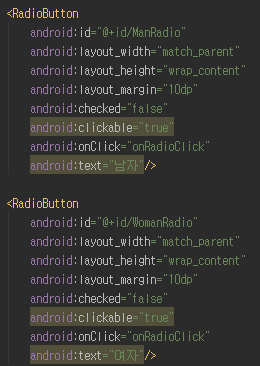 <RadioButton
android:id="@+id/ManRadio"
android:layout_width="match_parent"
android:layout_height="wrap_content"
android:layout_margin="10dp"
android:checked="false"
android:clickable="true"
android:onClick="onRadioClick"
android:text="남자"/>
<RadioButton
android:id="@+id/WomanRadio"
android:layout_width="match_parent"
android:layout_height="wrap_content"
android:layout_margin="10dp"
android:checked="false"
android:clickable="true"
android:onClick="onRadioClick"
android:text="여자"/>